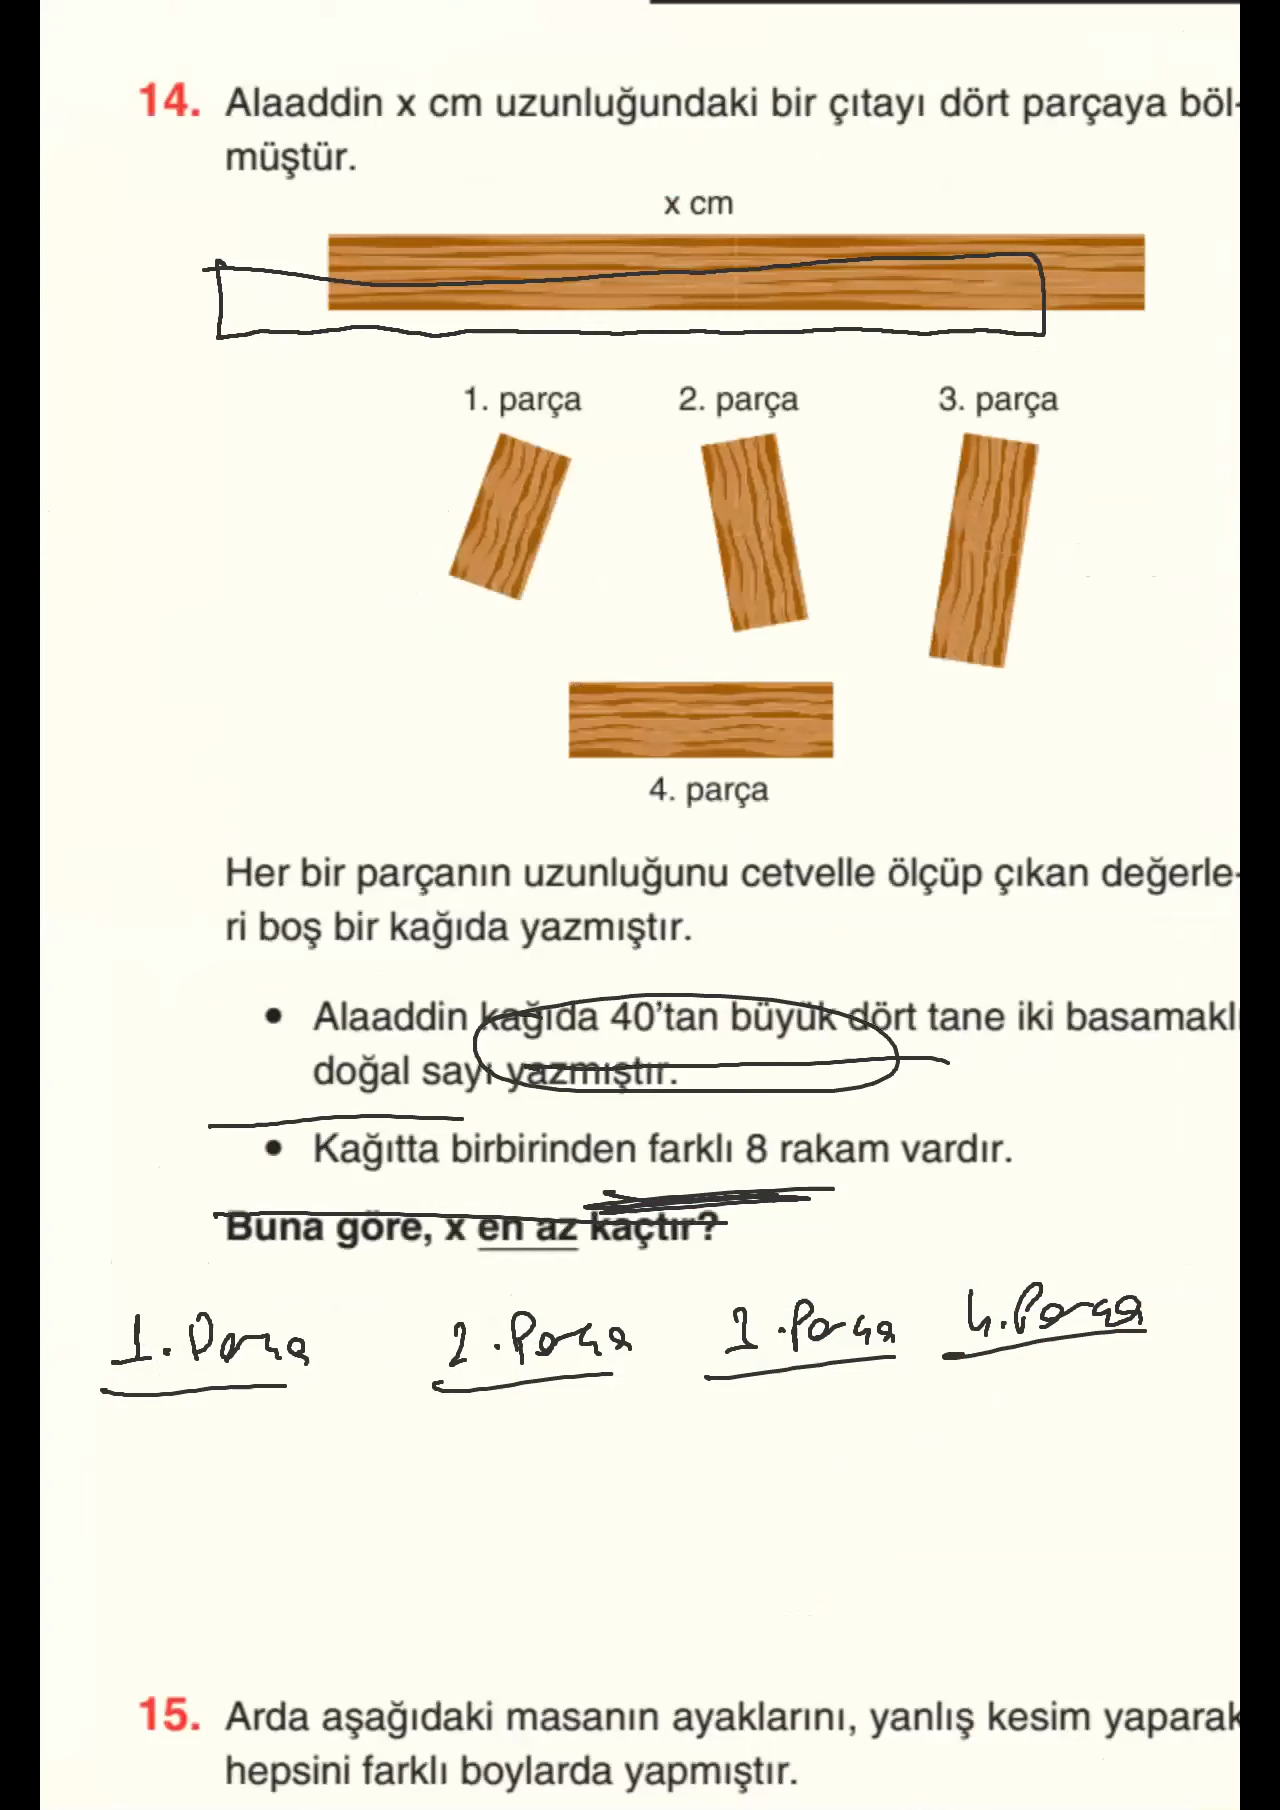 14. Alaaddin x cm uzunluğundaki bir çıtayı dört parçaya böl-
müştür.
x cm
1. parça 2. parça 3. parça
4. parça
Her bir parçanın uzunluğunu cetvelle ölçüp çıkan değerle-
ri boş bir kağıda yazmıştır.
• Alaaddin kağıda 40'tan büyük dört tane iki basamaklı
doğal sayı yazmıştır.
• Kağıtta birbirinden farklı 8 rakam vardır.
Buna göre, x en az kaçtır?
1. Parça 2. Parça 3. Parça 4. Parça
15. Arda aşağıdaki masanın ayaklarını, yanlış kesim yaparak
hepsini farklı boylarda yapmıştır.